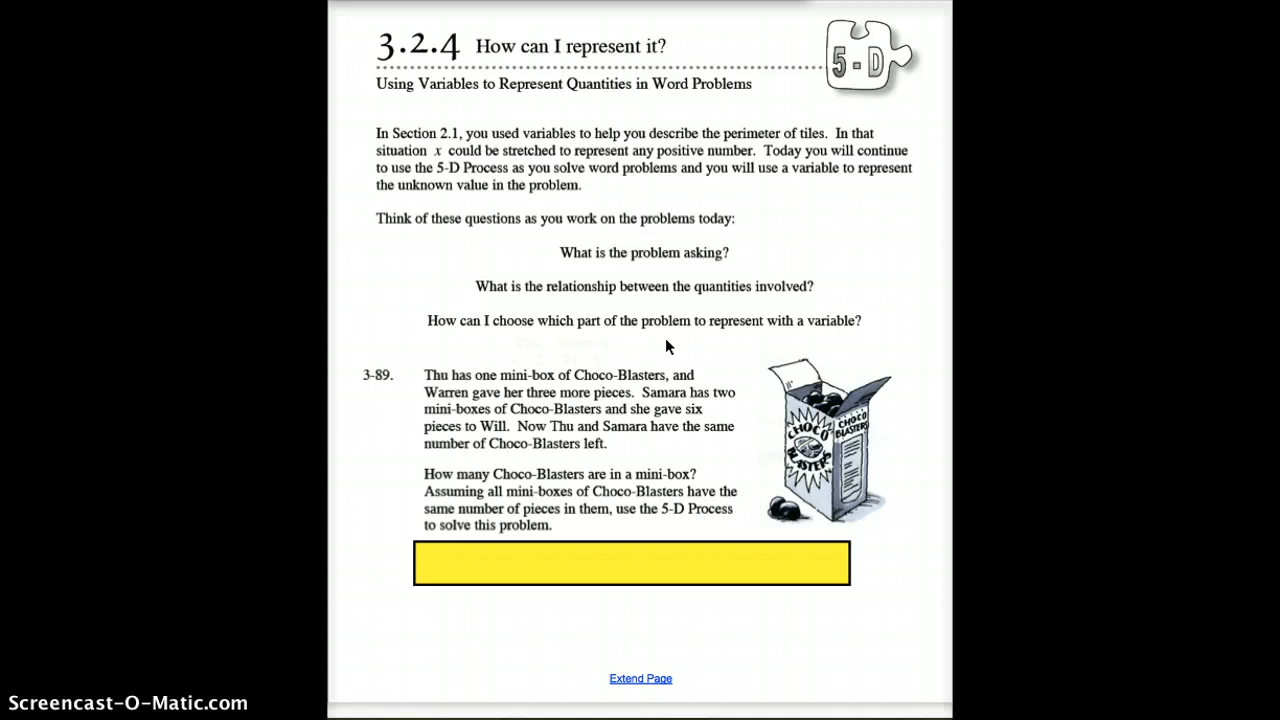 3.2.4 How can I represent it?
5 - D
Using Variables to Represent Quantities in Word Problems
In Section 2.1, you used variables to help you describe the perimeter of tiles. In that
situation x could be stretched to represent any positive number. Today you will continue
to use the 5-D Process as you solve word problems and you will use a variable to represent
the unknown value in the problem.
Think of these questions as you work on the problems today:
What is the problem asking?
What is the relationship between the quantities involved?
How can I choose which part of the problem to represent with a variable?
3-89. Thu has one mini-box of Choco-Blasters, and
Warren gave her three more pieces. Samara has two
mini-boxes of Choco-Blasters and she gave six
pieces to Will. Now Thu and Samara have the same
number of Choco-Blasters left.
How many Choco-Blasters are in a mini-box?
Assuming all mini-boxes of Choco-Blasters have the
same number of pieces in them, use the 5-D Process
to solve this problem.
CHOCO
BLASTERS
CHOCO
BLASTERS
Extend Page
Screencast-O-Matic.com